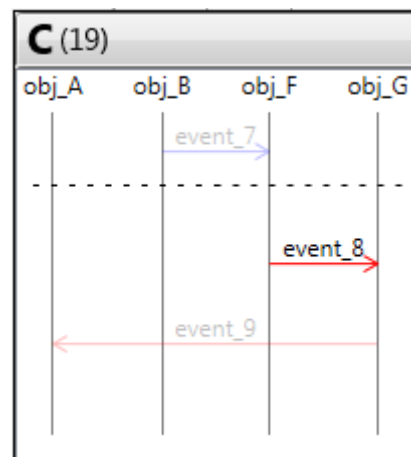 C (19)
obj_A obj_B obj_F obj_G
event_7
event_8
event_9